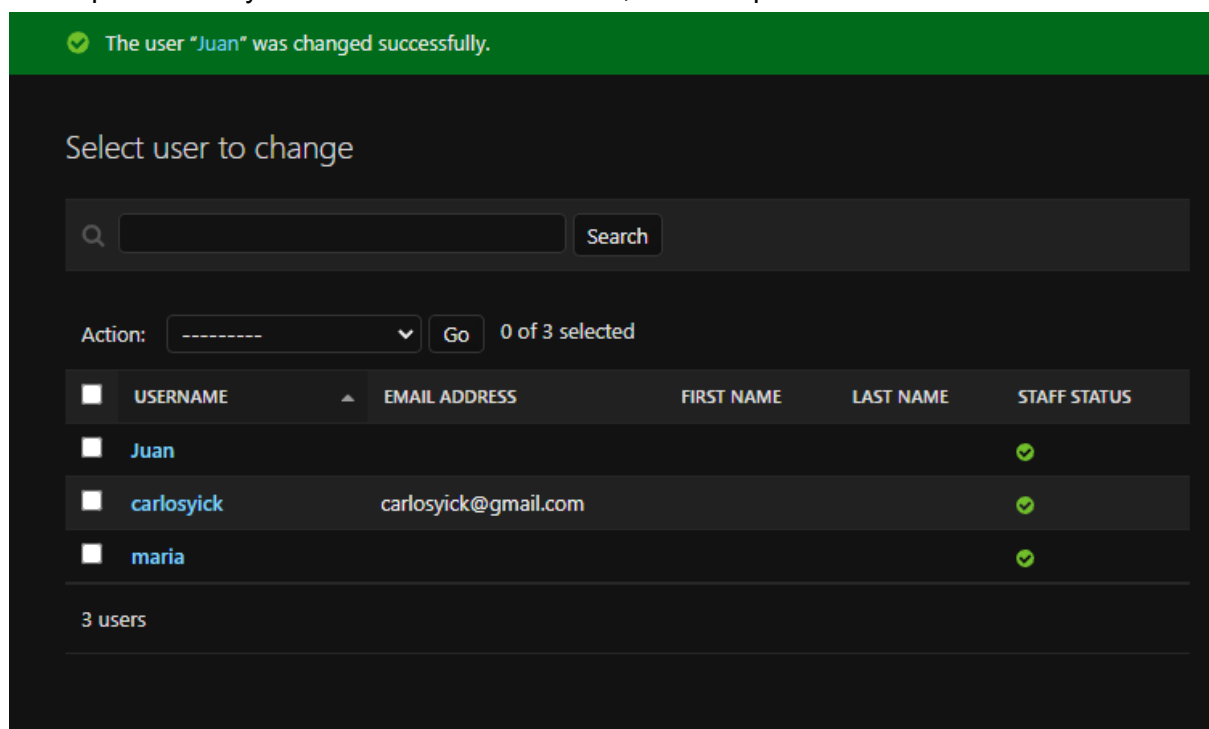 The user “Juan” was changed successfully.
Select user to change
Search
Action: --------- Go 0 of 3 selected
USERNAME EMAIL ADDRESS FIRST NAME LAST NAME STAFF STATUS
Juan
carlosyick carlosyick@gmail.com
maria
3 users